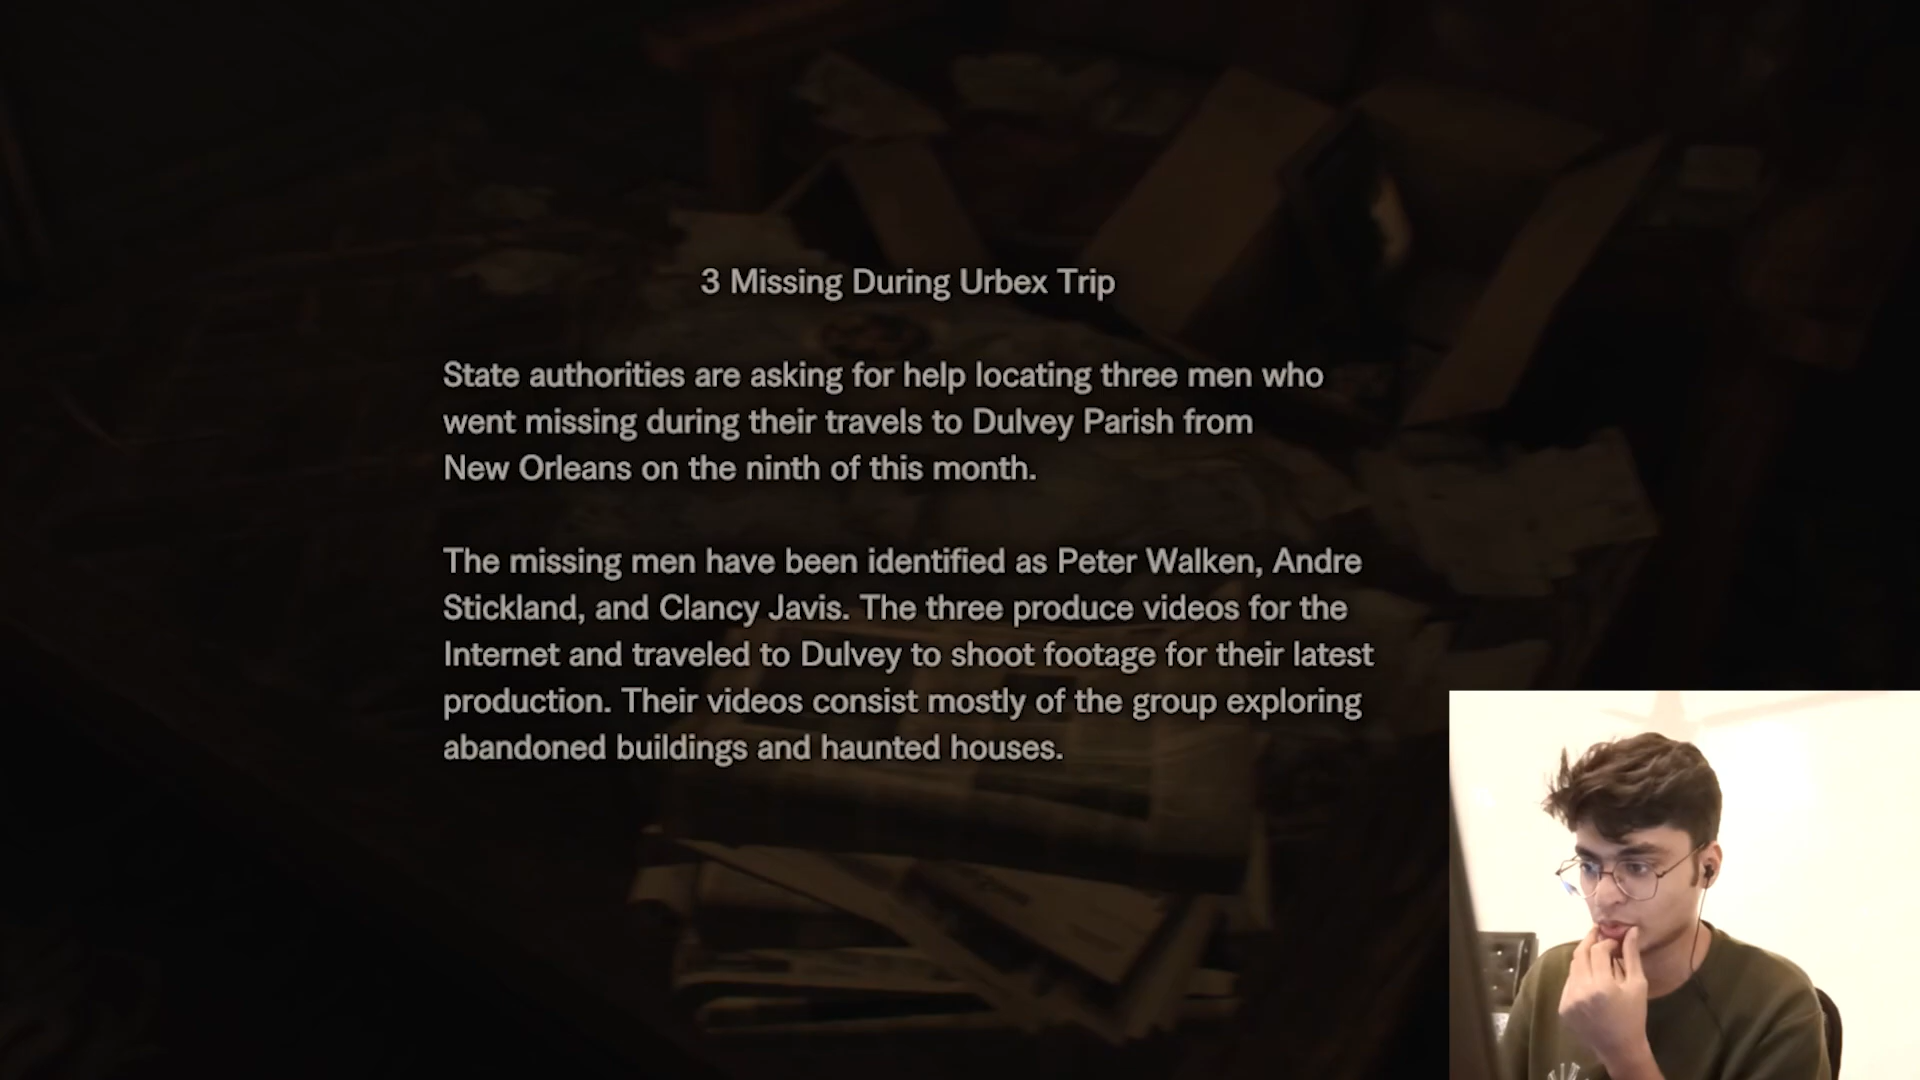 3 Missing During Urbex Trip
State authorities are asking for help locating three men who
went missing during their travels to Dulvey Parish from
New Orleans on the ninth of this month.
The missing men have been identified as Peter Walken, Andre
Stickland, and Clancy Javis. The three produce videos for the
Internet and traveled to Dulvey to shoot footage for their latest
production. Their videos consist mostly of the group exploring
abandoned buildings and haunted houses.